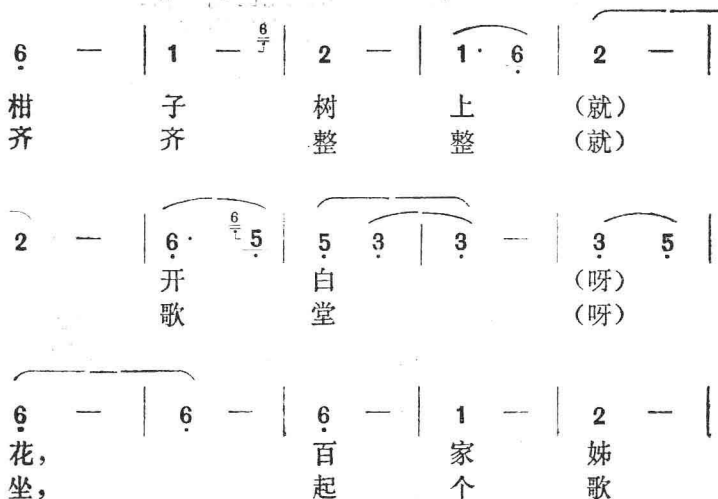 6 — | 1 — 6 | 2 — | 1· 6 | 2 —
柑 子 树 上 (就)
齐 齐 整 整 (就)
2 — | 6· 6 5 | 5 3 | 3 — | 3 5 |
开 白 (呀)
歌 堂 (呀)
6 — | 6 — | 6 — | 1 — | 2 — |
花, 百 家 姊
坐, 起 个 歌